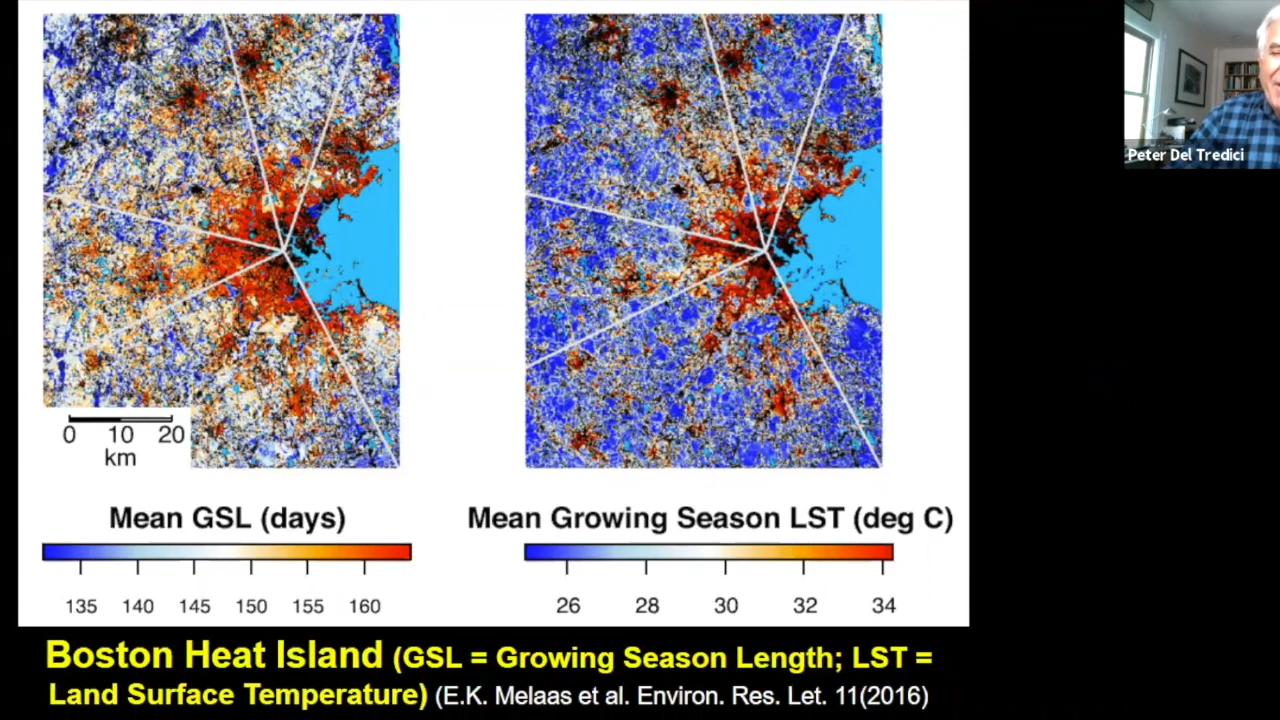 Peter Del Tredici
0 10 20
km
Mean GSL (days)
135 140 145 150 155 160
Mean Growing Season LST (deg C)
26 28 30 32 34
Boston Heat Island (GSL = Growing Season Length; LST =
Land Surface Temperature) (E.K. Melaas et al. Environ. Res. Let. 11(2016)